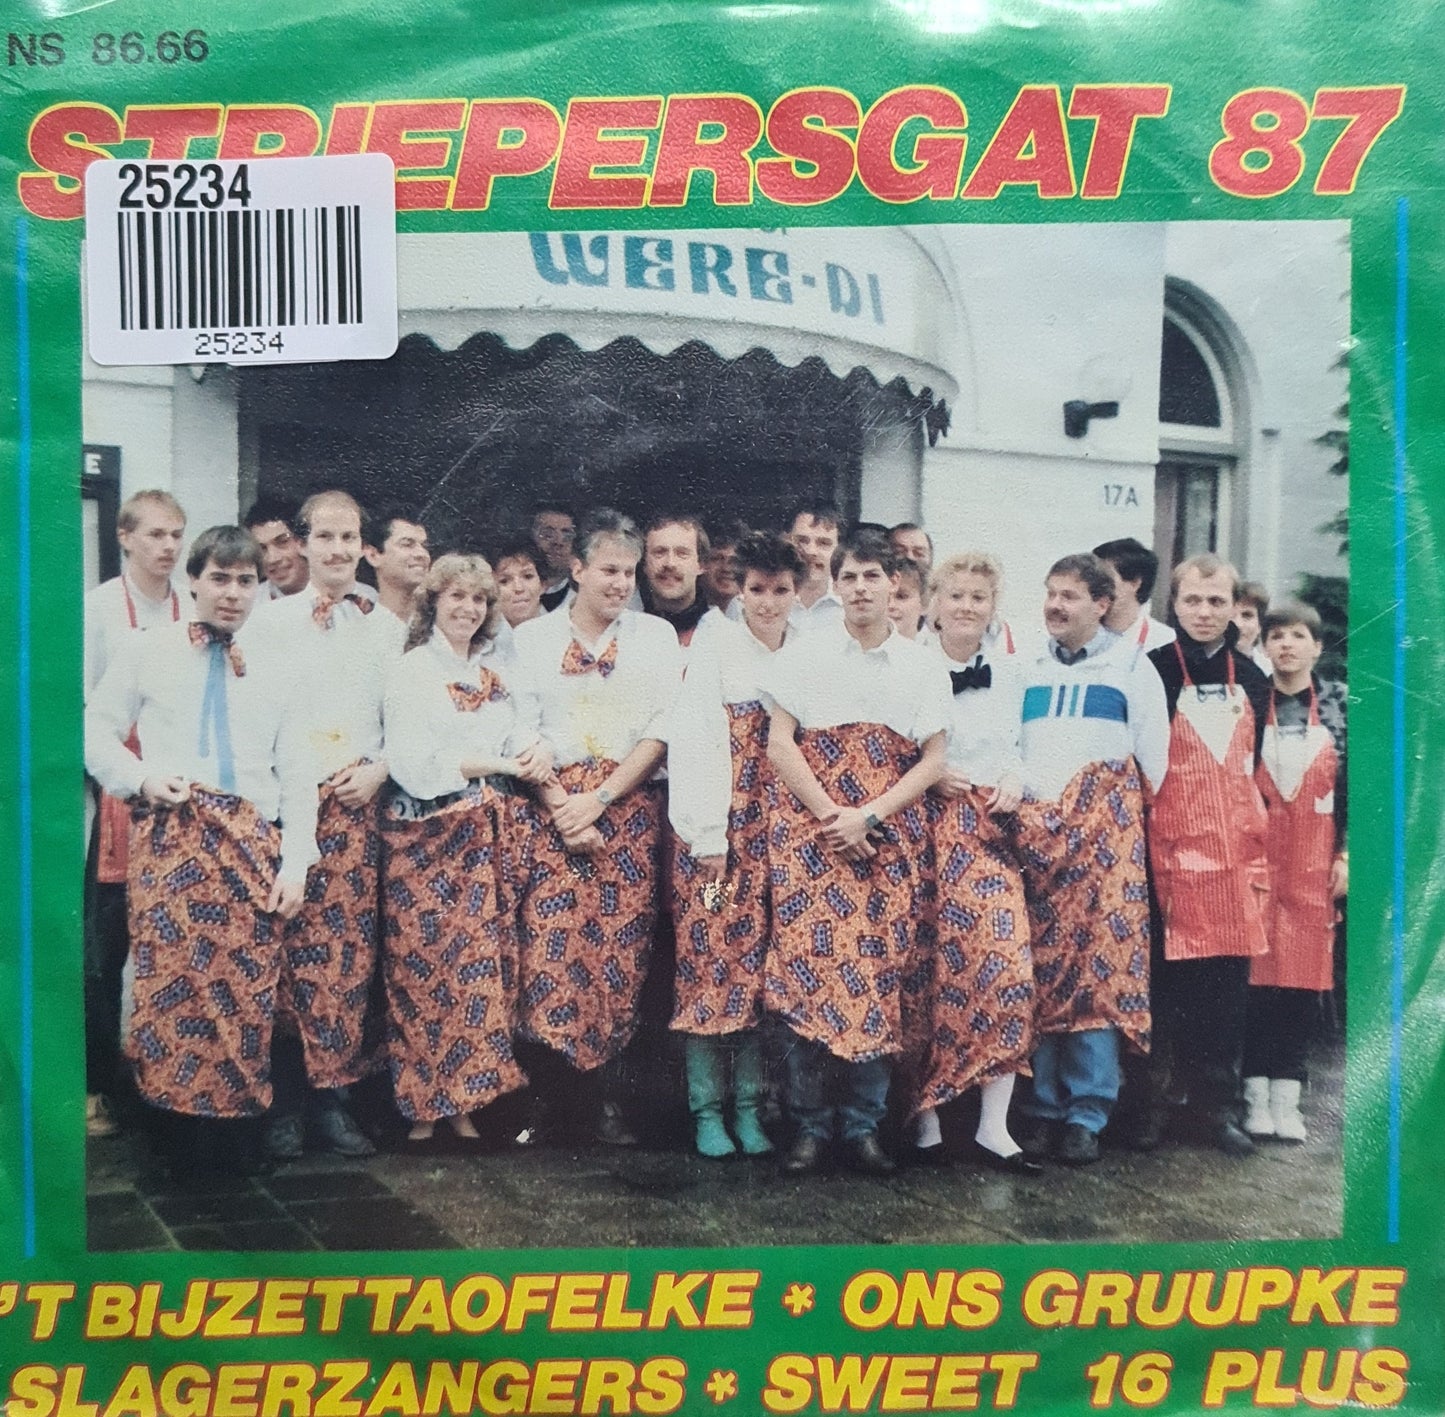 NS 86.66
STRIEPERSGAT 87
25234
25234
WERE-DI
E
17A
'T BIJZETTAOFELKE * ONS GRUUPKE
SLAGERZANGERS * SWEET 16 PLUS